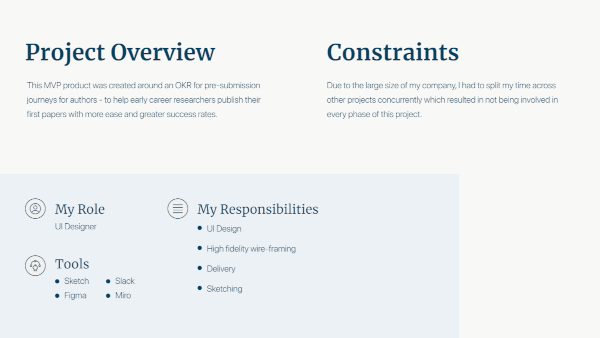 Project Overview
This MVP product was created around an OKR for pre-submission
journeys for authors - to help early career researchers publish their
first papers with more ease and greater success rates.
Constraints
Due to the large size of my company, I had to split my time across
other projects concurrently which resulted in not being involved in
every phase of this project.
My Role
UI Designer
Tools
Sketch
Slack
Figma
Miro
My Responsibilities
UI Design
High fidelity wire-framing
Delivery
Sketching